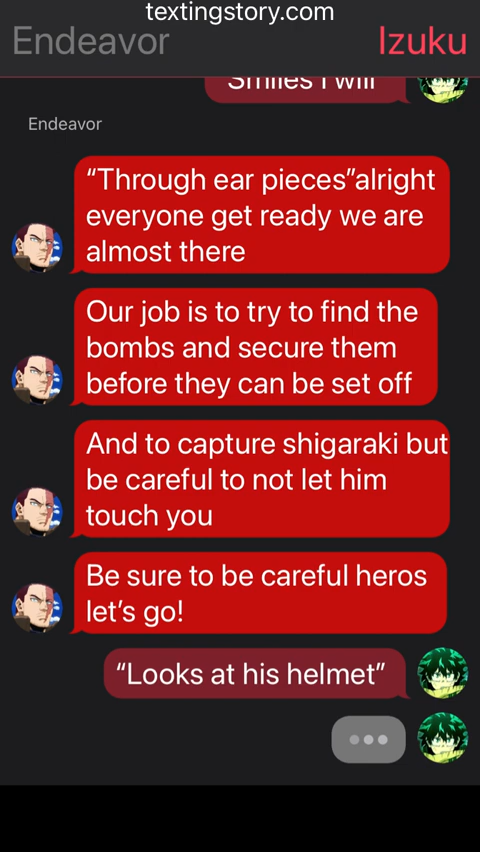 textingstory.com
Endeavor
Izuku
Smiles I will
Endeavor
“Through ear pieces”alright
everyone get ready we are
almost there
Our job is to try to find the
bombs and secure them
before they can be set off
And to capture shigaraki but
be careful to not let him
touch you
Be sure to be careful heros
let’s go!
“Looks at his helmet”